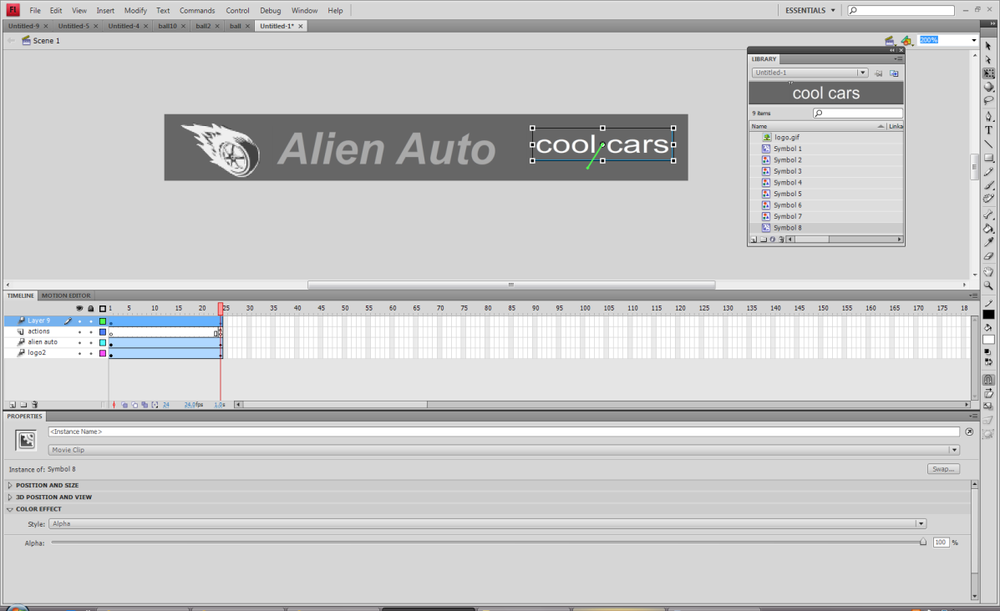 Fl File Edit View Insert Modify Text Commands Control Debug Window Help ESSENTIALS
Untitled-9 × Untitled-5 × Untitled-4 × ball10 × ball2 × ball × Untitled-1* ×
Scene 1 200%
LIBRARY
Untitled-1
cool cars
9 items
Name Linka
logo.gif
Symbol 1
Symbol 2
Symbol 3
Symbol 4
Symbol 5
Symbol 6
Symbol 7
Symbol 8
Alien Auto cool cars
T
TIMELINE MOTION EDITOR
1 5 10 15 20 25 30 35 40 45 50 55 60 65 70 75 80 85 90 95 100 105 110 115 120 125 130 135 140 145 150 155 160 165 170 175 18
Layer 9
actions
alien auto
logo2
24 24.0fps 1.0s
PROPERTIES
<Instance Name>
Movie Clip
Instance of: Symbol 8 Swap...
POSITION AND SIZE
3D POSITION AND VIEW
COLOR EFFECT
Style: Alpha
Alpha: 100 %